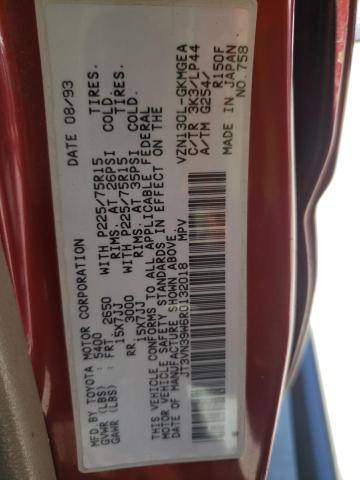 MFD BY TOYOTA MOTOR CORPORATION DATE 08/93
GVWR (LBS) : 5400
GAWR (LBS) : FRT 2650 WITH P225/75R15 TIRES,
15X7JJ RIMS, AT 26PSI COLD.
RR 3000 WITH P225/75R15 TIRES,
15X7JJ RIMS, AT 35PSI COLD.
THIS VEHICLE CONFORMS TO ALL APPLICABLE FEDERAL
MOTOR VEHICLE SAFETY STANDARDS IN EFFECT ON THE
DATE OF MANUFACTURE SHOWN ABOVE.
JT3VN39W6R0132018 MPV
VZN130L-GKMGEA
C/TR 3K3/LP44
A/TM G254/ R150F
MADE IN JAPAN
NO.758